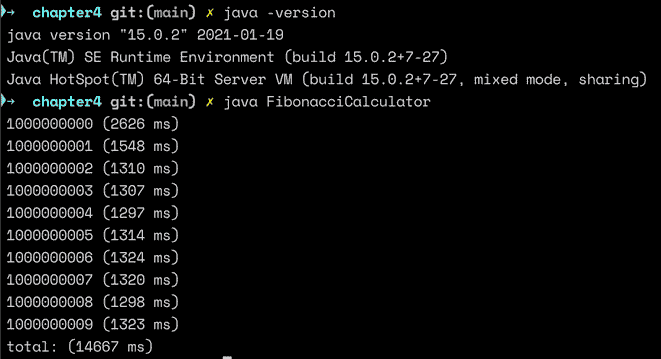 → chapter4 git:(main) ✗ java -version
java version "15.0.2" 2021-01-19
Java(TM) SE Runtime Environment (build 15.0.2+7-27)
Java HotSpot(TM) 64-Bit Server VM (build 15.0.2+7-27, mixed mode, sharing)
→ chapter4 git:(main) ✗ java FibonacciCalculator
1000000000 (2626 ms)
1000000001 (1548 ms)
1000000002 (1310 ms)
1000000003 (1307 ms)
1000000004 (1297 ms)
1000000005 (1314 ms)
1000000006 (1324 ms)
1000000007 (1320 ms)
1000000008 (1298 ms)
1000000009 (1323 ms)
total: (14667 ms)